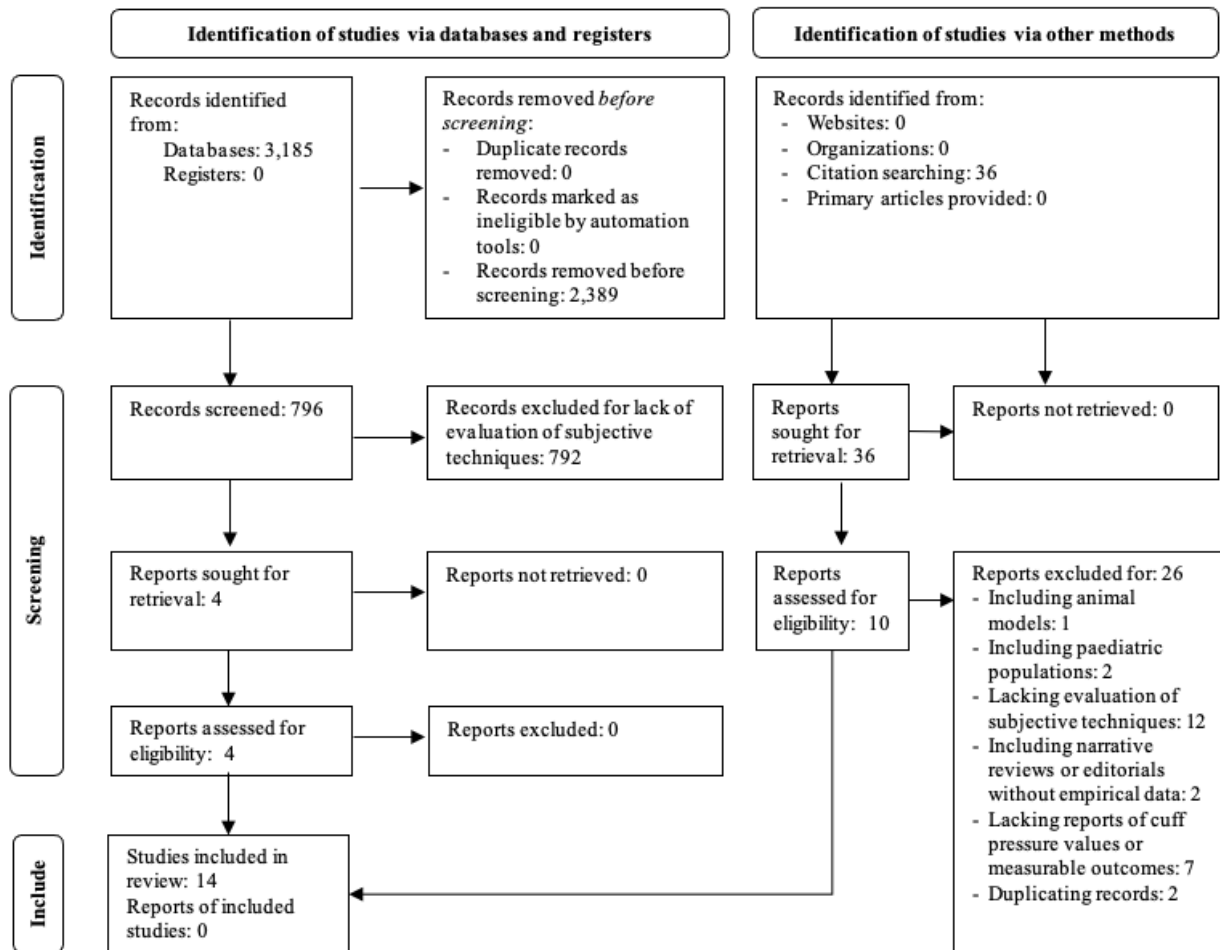 Identification of studies via databases and registers
Identification of studies via other methods
Identification
Records identified
from:
Databases: 3,185
Registers: 0
Records removed before
screening:
- Duplicate records
removed: 0
- Records marked as
ineligible by automation
tools: 0
- Records removed before
screening: 2,389
Records identified from:
- Websites: 0
- Organizations: 0
- Citation searching: 36
- Primary articles provided: 0
Screening
Records screened: 796
Records excluded for lack of
evaluation of subjective
techniques: 792
Reports
sought for
retrieval: 36
Reports not retrieved: 0
Reports sought for
retrieval: 4
Reports not retrieved: 0
Reports
assessed for
eligibility: 10
Reports excluded for: 26
- Including animal
models: 1
- Including paediatric
populations: 2
- Lacking evaluation of
subjective techniques: 12
- Including narrative
reviews or editorials
without empirical data: 2
- Lacking reports of cuff
pressure values or
measurable outcomes: 7
- Duplicating records: 2
Reports assessed for
eligibility: 4
Reports excluded: 0
Include
Studies included in
review: 14
Reports of included
studies: 0